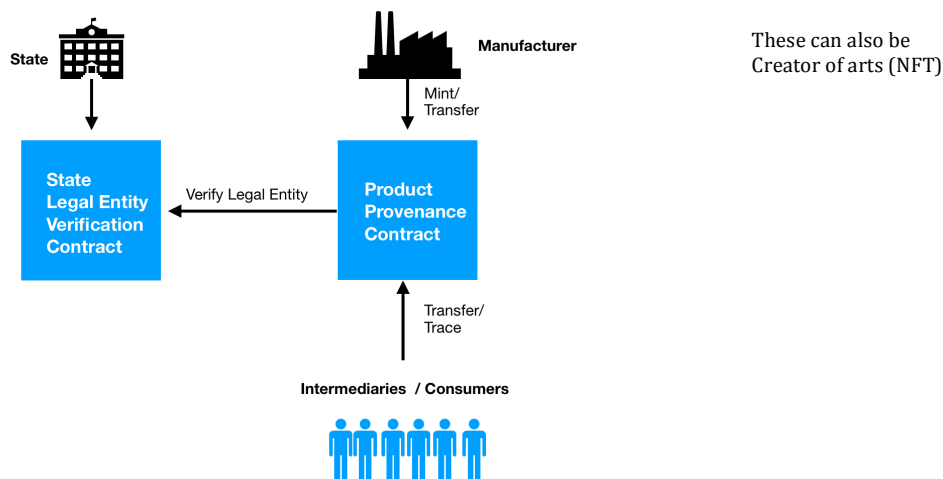 State
Manufacturer
These can also be
Creator of arts (NFT)
Mint/
Transfer
State
Legal Entity
Verification
Contract
Verify Legal Entity
Product
Provenance
Contract
Transfer/
Trace
Intermediaries / Consumers